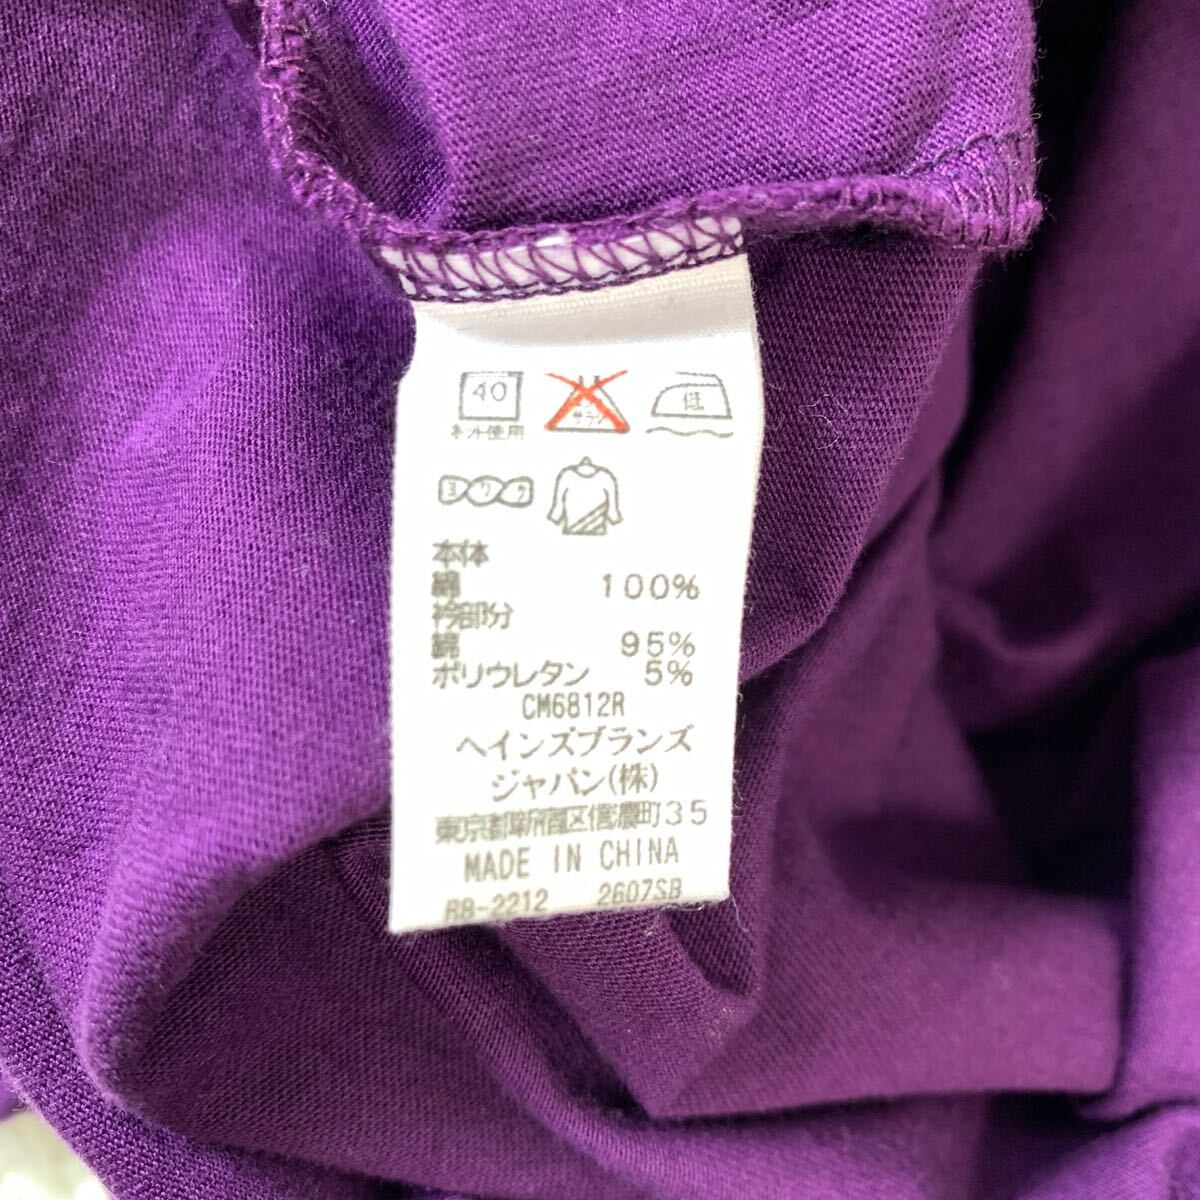 40
ネット使用
サラシ
低
ヨワク
本体
綿 100%
衿部分
綿 95%
ポリウレタン 5%
CM6812R
ヘインズブランズ
ジャパン(株)
東京都新宿区信濃町35
MADE IN CHINA
RB-2212 2607SB